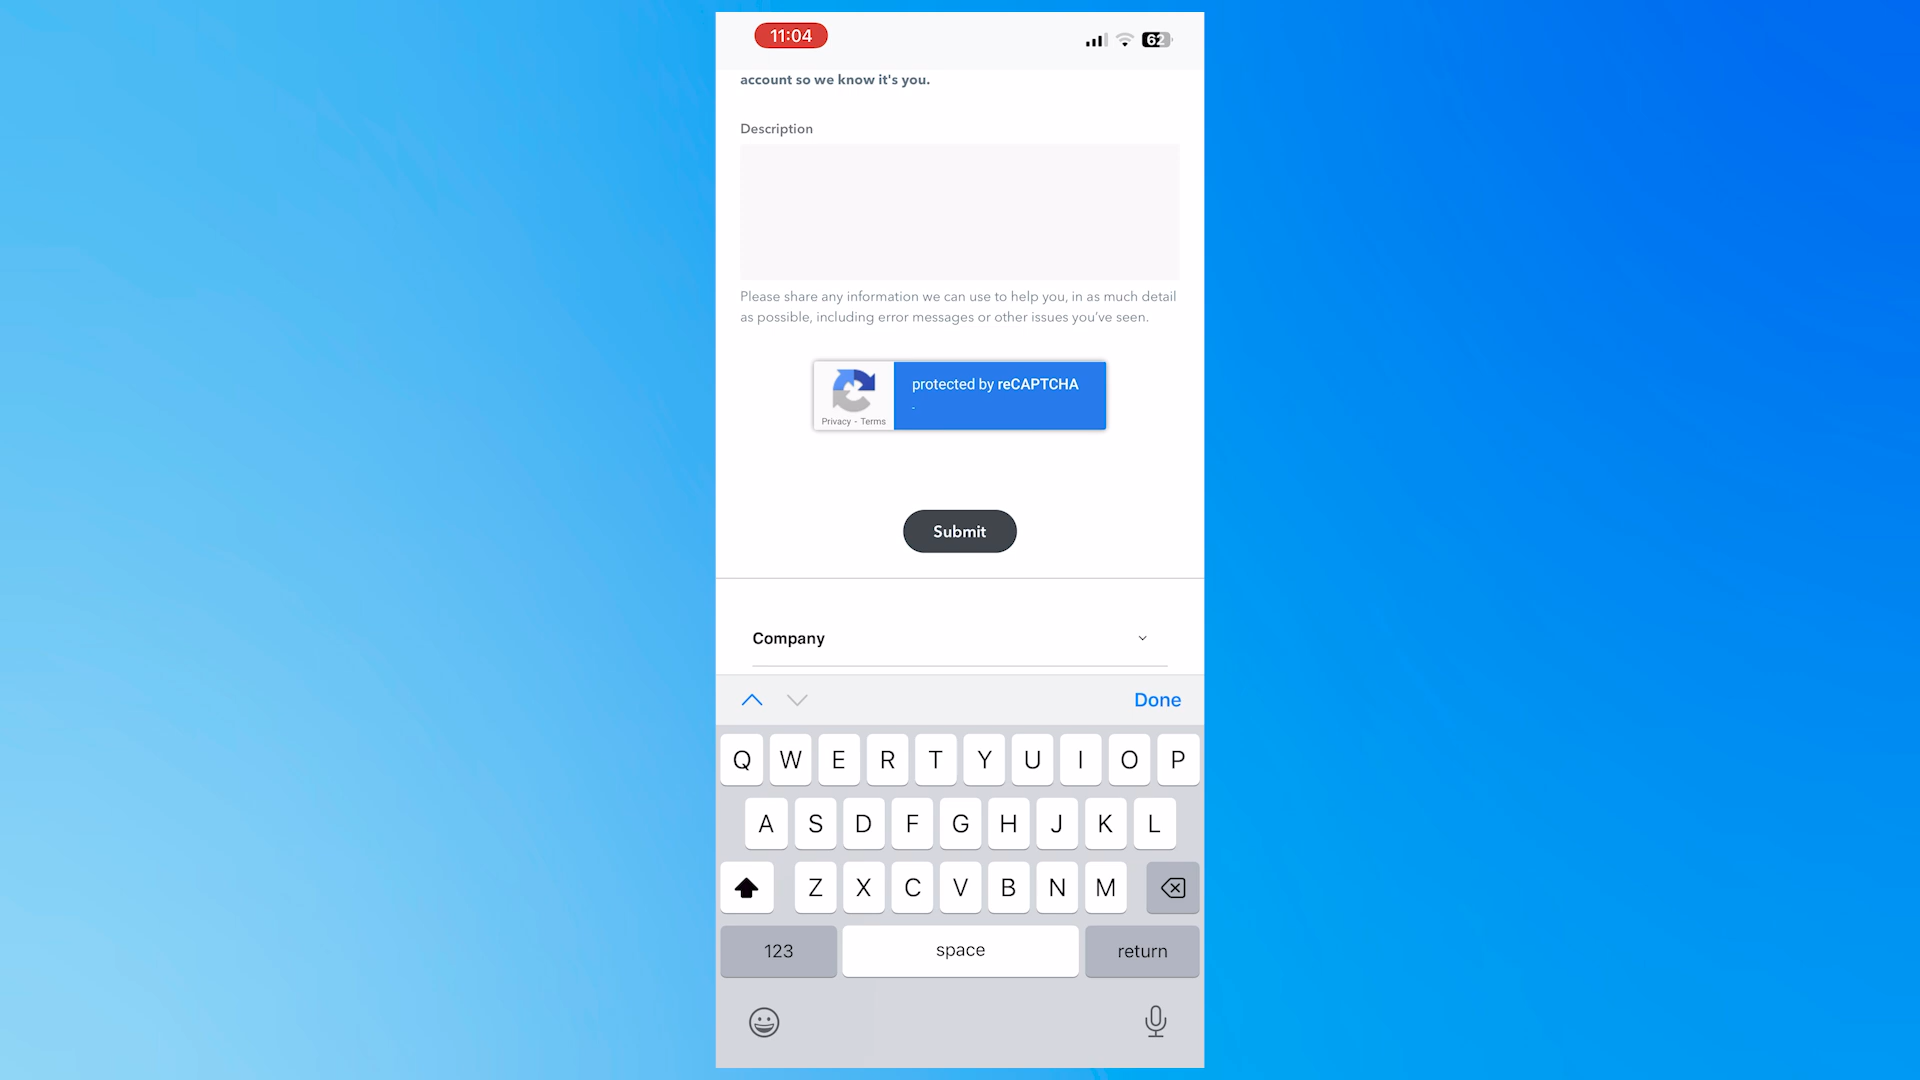 11:04
62
account so we know it's you.
Description
Please share any information we can use to help you, in as much detail
as possible, including error messages or other issues you've seen.
protected by reCAPTCHA
-
Privacy - Terms
Submit
Company
Done
Q W E R T Y U I O P
A S D F G H J K L
Z X C V B N M
123 space return